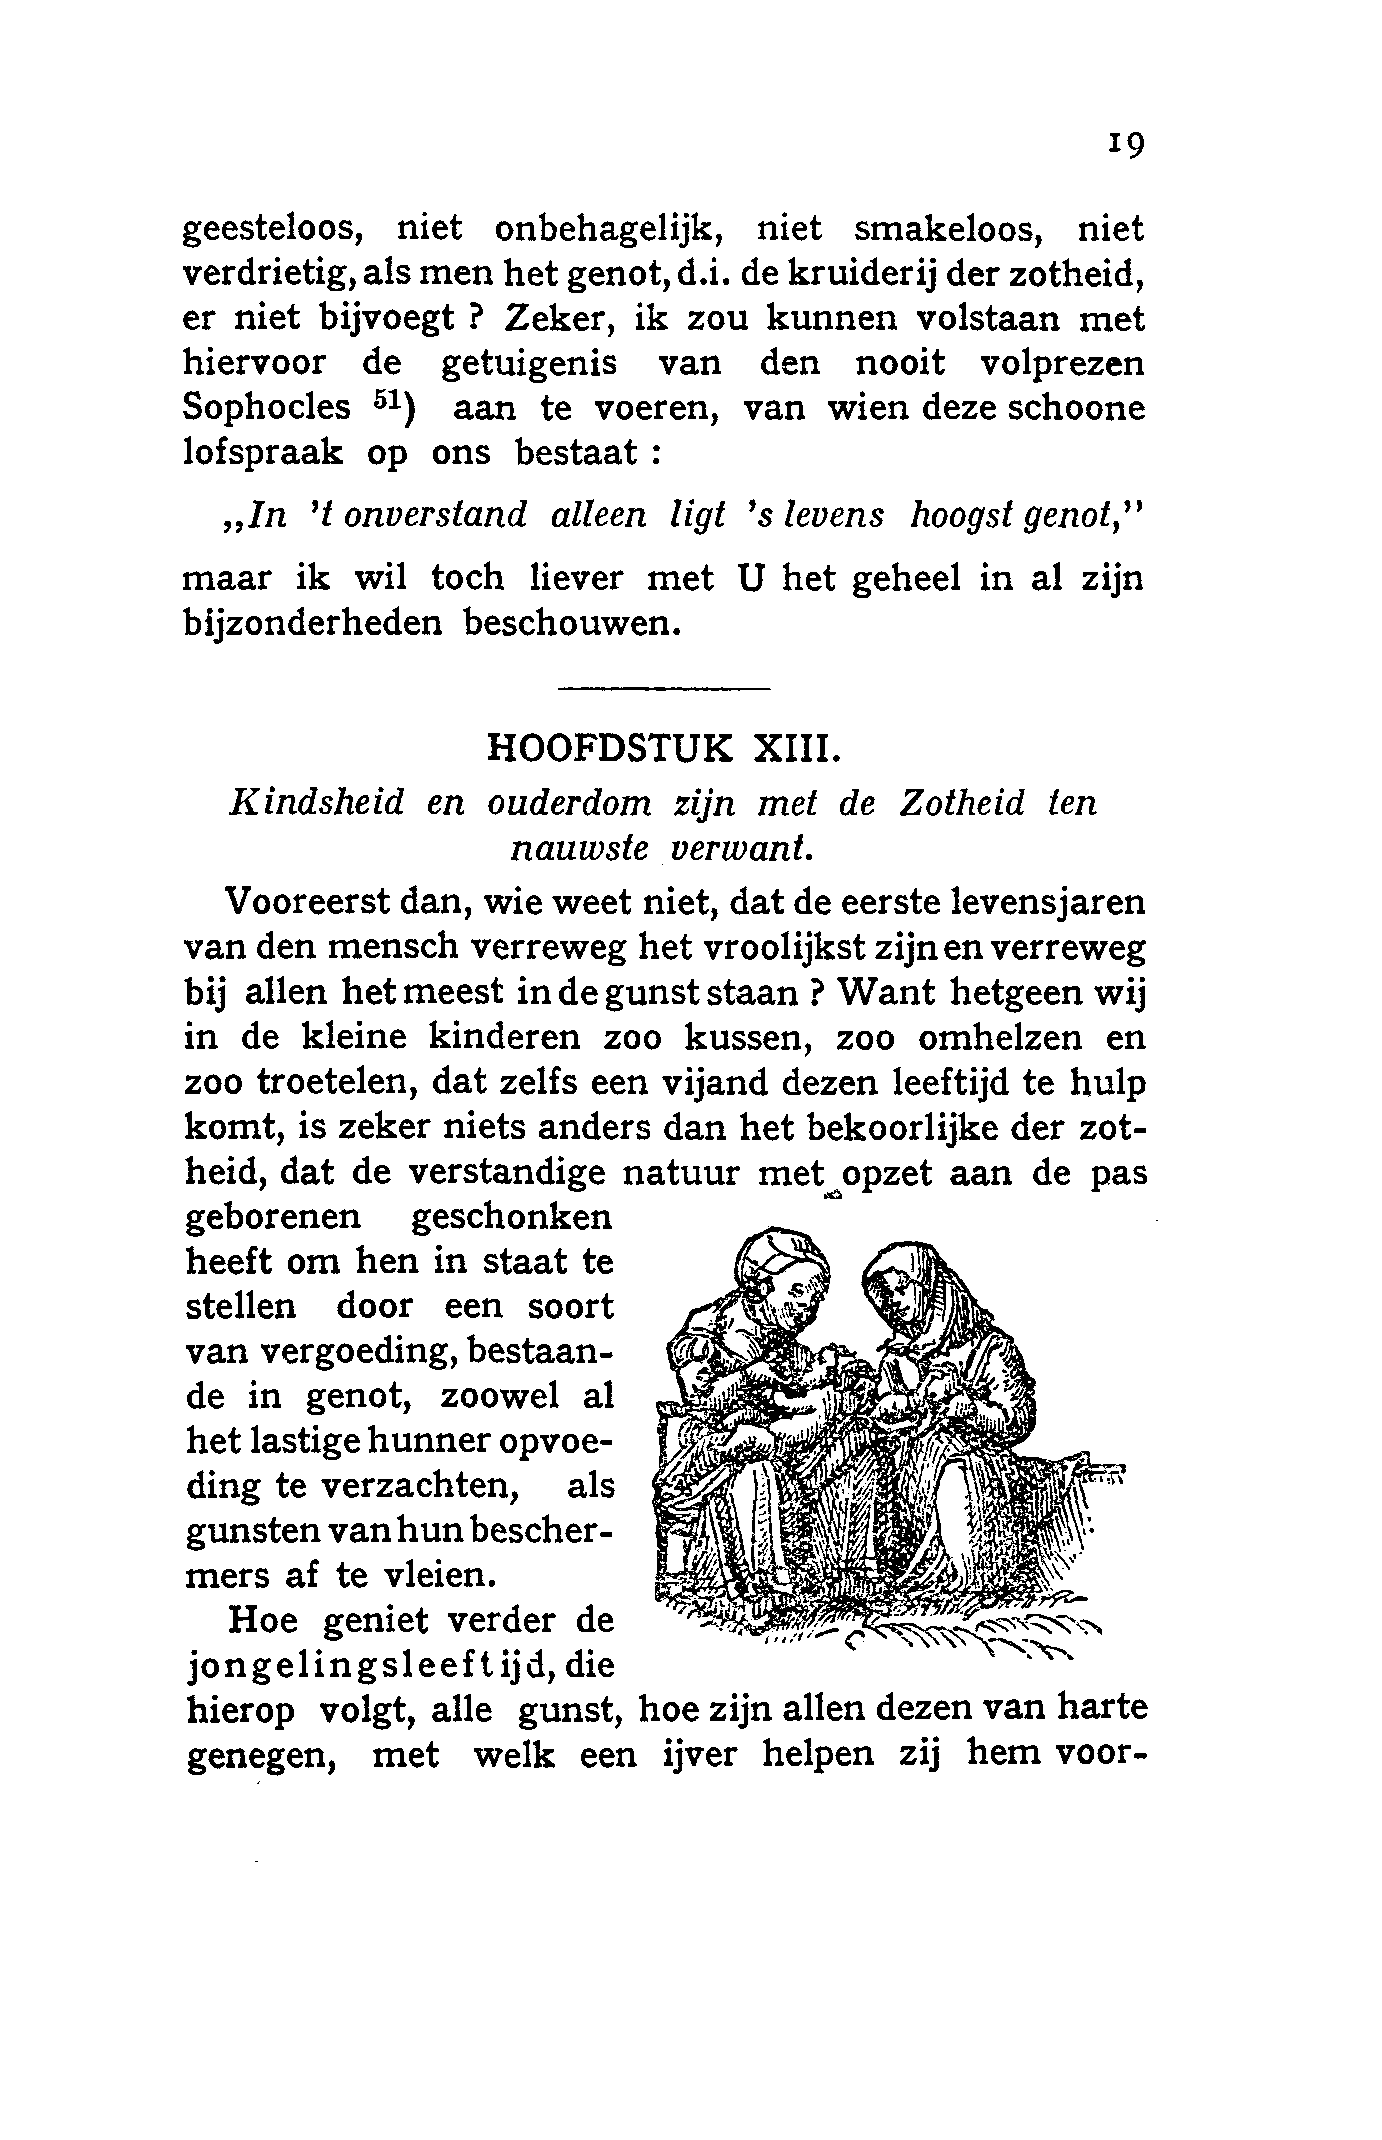 19
geesteloos, niet onbehagelijk, niet smakeloos, niet
verdrietig, als men het genot, d.i. de kruiderij der zotheid,
er niet bijvoegt ? Zeker, ik zou kunnen volstaan met
hiervoor de getuigenis van den nooit volprezen
Sophocles ⁵¹) aan te voeren, van wien deze schoone
lofspraak op ons bestaat :
„In 't onverstand alleen ligt 's levens hoogst genot,"
maar ik wil toch liever met U het geheel in al zijn
bijzonderheden beschouwen.
HOOFDSTUK XIII.
Kindsheid en ouderdom zijn met de Zotheid ten
nauwste verwant.
Vooreerst dan, wie weet niet, dat de eerste levensjaren
van den mensch verreweg het vroolijkst zijn en verreweg
bij allen het meest in de gunst staan ? Want hetgeen wij
in de kleine kinderen zoo kussen, zoo omhelzen en
zoo troetelen, dat zelfs een vijand dezen leeftijd te hulp
komt, is zeker niets anders dan het bekoorlijke der zot-
heid, dat de verstandige natuur met opzet aan de pas
geborenen geschonken
heeft om hen in staat te
stellen door een soort
van vergoeding, bestaan-
de in genot, zoowel al
het lastige hunner opvoe-
ding te verzachten, als
gunsten van hun bescher-
mers af te vleien.
Hoe geniet verder de
jongelingsleeftijd, die
hierop volgt, alle gunst, hoe zijn allen dezen van harte
genegen, met welk een ijver helpen zij hem voor-